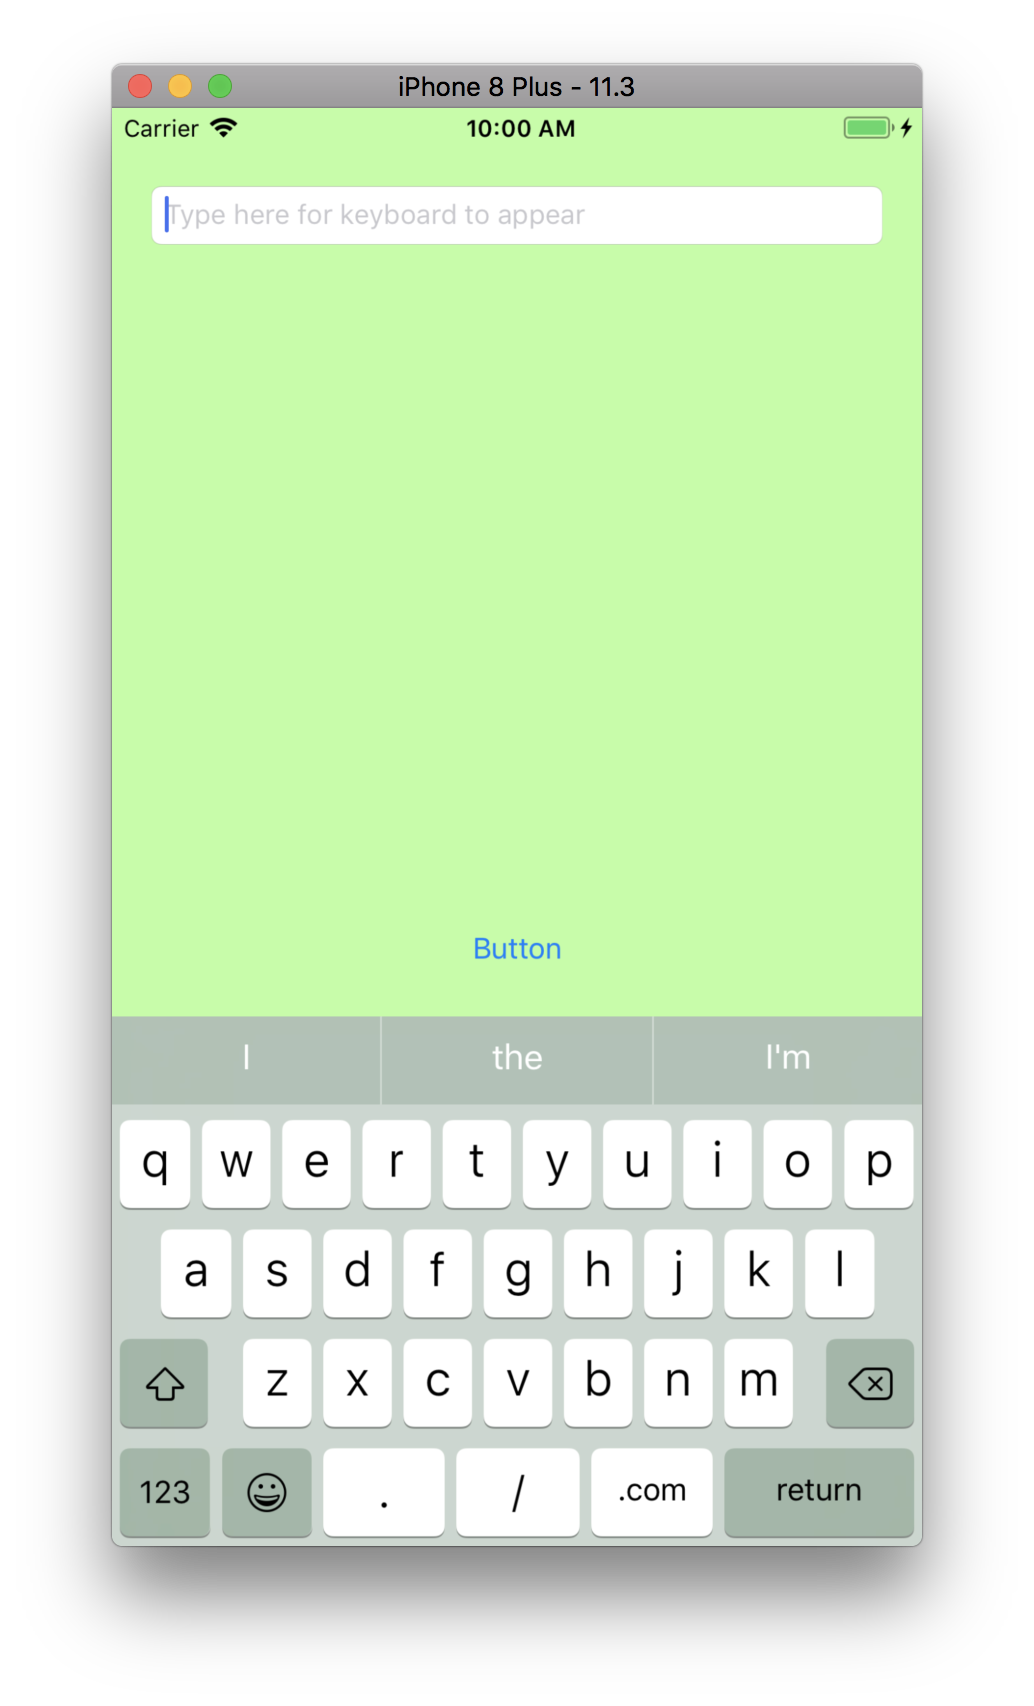 iPhone 8 Plus - 11.3
Carrier 10:00 AM
Type here for keyboard to appear
Button
I the I'm
q w e r t y u i o p
a s d f g h j k l
z x c v b n m
123 . / .com return